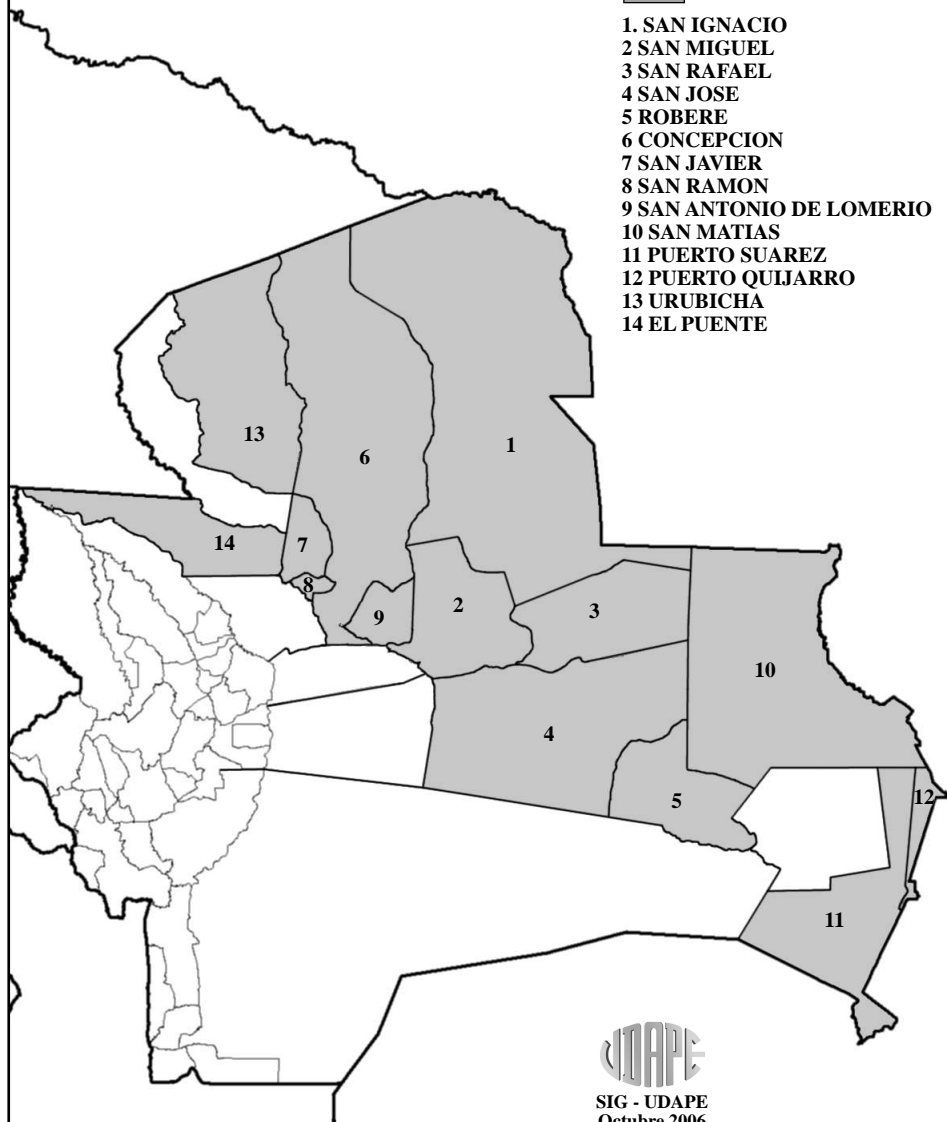 1. SAN IGNACIO
2 SAN MIGUEL
3 SAN RAFAEL
4 SAN JOSE
5 ROBERE
6 CONCEPCION
7 SAN JAVIER
8 SAN RAMON
9 SAN ANTONIO DE LOMERIO
10 SAN MATIAS
11 PUERTO SUAREZ
12 PUERTO QUIJARRO
13 URUBICHA
14 EL PUENTE
13
6
1
14
7
8
9
2
3
10
4
5
12
11
UDAPE
SIG - UDAPE
Octubre 2006